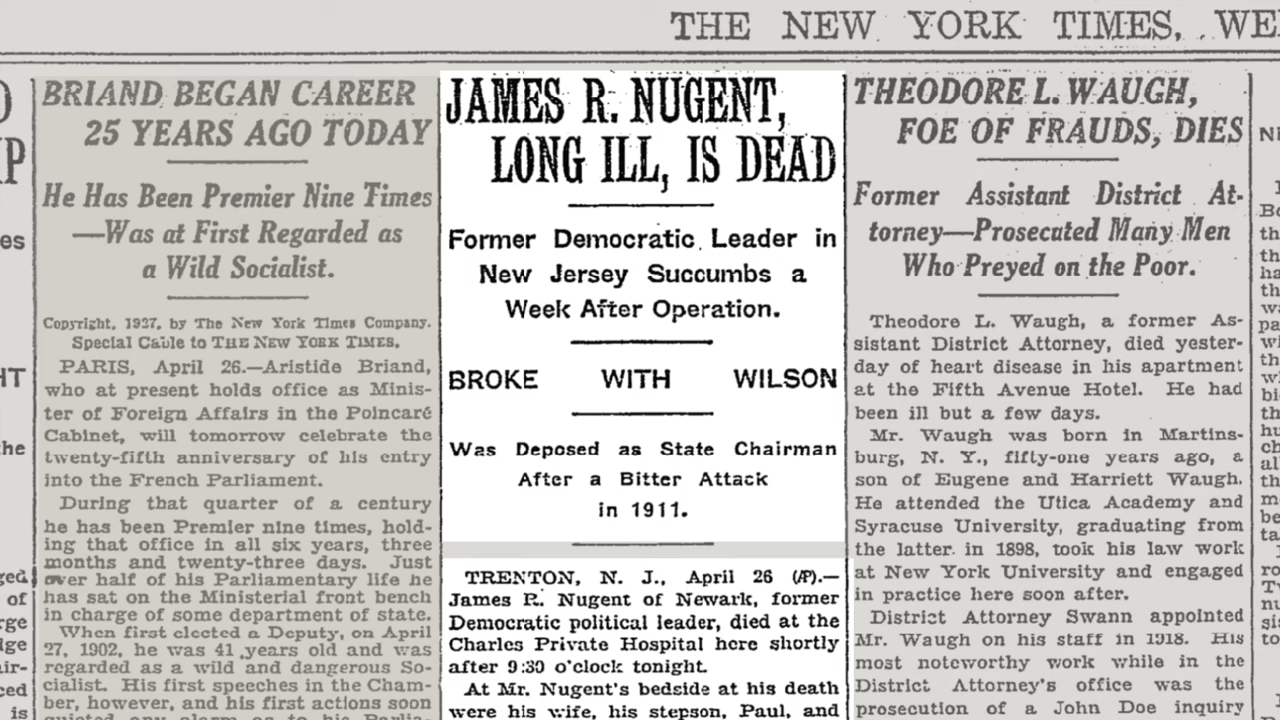 THE NEW YORK TIMES, WE
BRIAND BEGAN CAREER
25 YEARS AGO TODAY
He Has Been Premier Nine Times
—Was at First Regarded as
a Wild Socialist.
Copyright, 1927, by The New York Times Company.
Special Cable to THE NEW YORK TIMES.
PARIS, April 26.—Aristide Briand,
who at present holds office as Minis-
ter of Foreign Affairs in the Poincaré
Cabinet, will tomorrow celebrate the
twenty-fifth anniversary of his entry
into the French Parliament.
During that quarter of a century
he has been Premier nine times, hold-
ing that office in all six years, three
months and twenty-three days. Just
over half of his Parliamentary life he
has sat on the Ministerial front bench
in charge of some department of state.
When first elected a Deputy, on April
27, 1902, he was 41 years old and was
regarded as a wild and dangerous So-
cialist. His first speeches in the Cham-
ber, however, and his first actions soon
JAMES R. NUGENT,
LONG ILL, IS DEAD
Former Democratic Leader in
New Jersey Succumbs a
Week After Operation.
BROKE WITH WILSON
Was Deposed as State Chairman
After a Bitter Attack
in 1911.
TRENTON, N. J., April 26 (AP).—
James R. Nugent of Newark, former
Democratic political leader, died at the
Charles Private Hospital here shortly
after 9:30 o'clock tonight.
At Mr. Nugent's bedside at his death
were his wife, his stepson, Paul, and
THEODORE L. WAUGH,
FOE OF FRAUDS, DIES
Former Assistant District At-
torney—Prosecuted Many Men
Who Preyed on the Poor.
Theodore L. Waugh, a former As-
sistant District Attorney, died yester-
day of heart disease in his apartment
at the Fifth Avenue Hotel. He had
been ill but a few days.
Mr. Waugh was born in Martins-
burg, N. Y., fifty-one years ago, a
son of Eugene and Harriett Waugh.
He attended the Utica Academy and
Syracuse University, graduating from
the latter in 1898, took his law work
at New York University and engaged
in practice here soon after.
District Attorney Swann appointed
Mr. Waugh on his staff in 1918. His
most noteworthy work while in the
District Attorney's office was the
prosecution of a John Doe inquiry